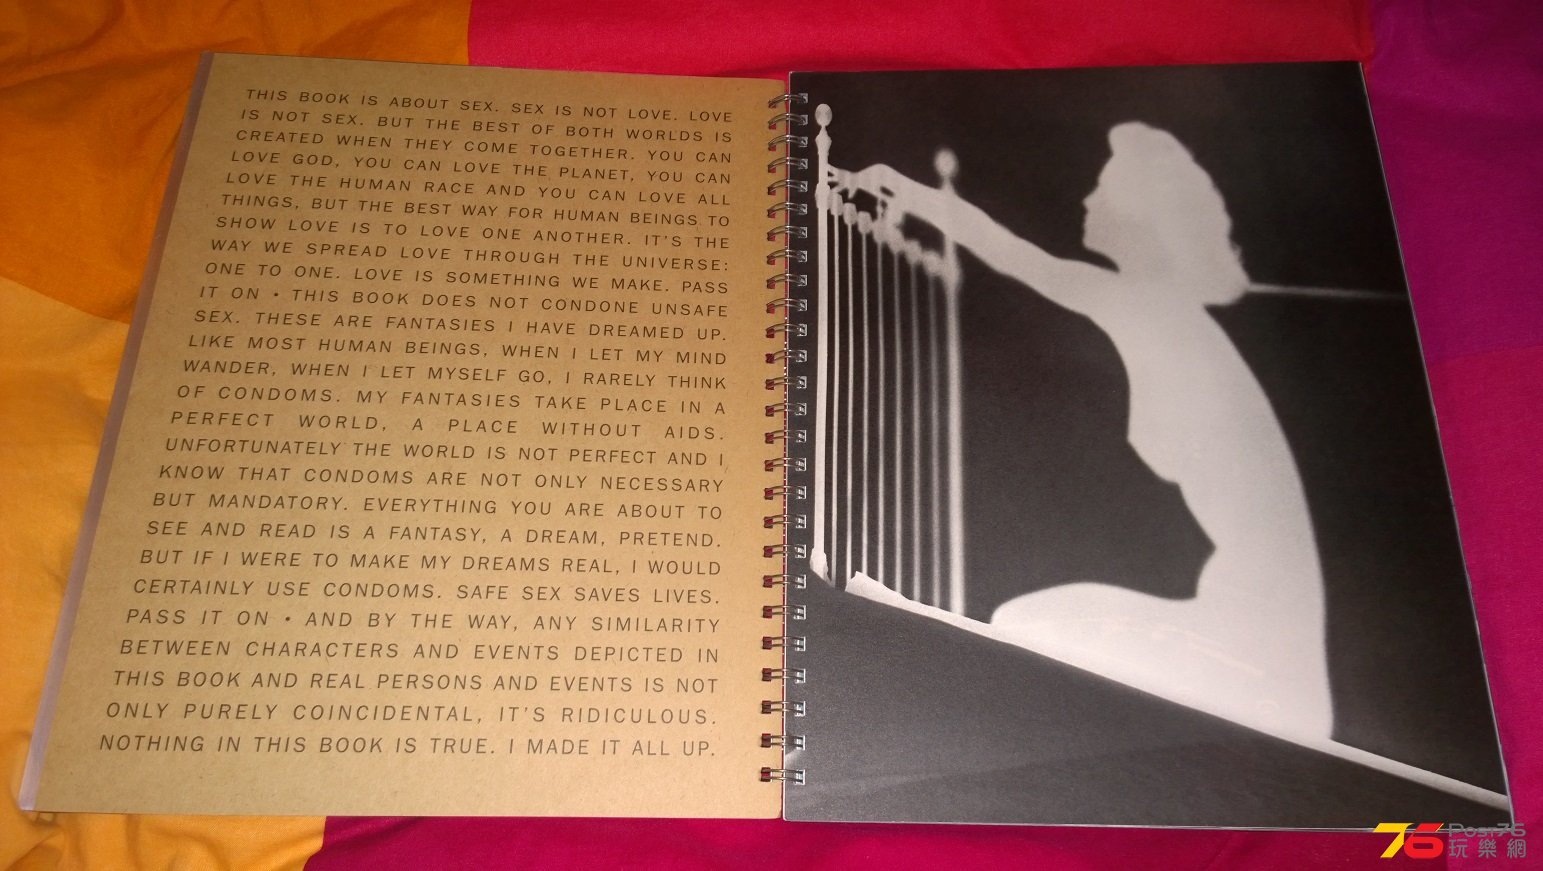 THIS BOOK IS ABOUT SEX. SEX IS NOT LOVE. LOVE
IS NOT SEX. BUT THE BEST OF BOTH WORLDS IS
CREATED WHEN THEY COME TOGETHER. YOU CAN
LOVE GOD, YOU CAN LOVE THE PLANET, YOU CAN
LOVE THE HUMAN RACE AND YOU CAN LOVE ALL
THINGS, BUT THE BEST WAY FOR HUMAN BEINGS TO
SHOW LOVE IS TO LOVE ONE ANOTHER. IT'S THE
WAY WE SPREAD LOVE THROUGH THE UNIVERSE:
ONE TO ONE. LOVE IS SOMETHING WE MAKE. PASS
IT ON • THIS BOOK DOES NOT CONDONE UNSAFE
SEX. THESE ARE FANTASIES I HAVE DREAMED UP.
LIKE MOST HUMAN BEINGS, WHEN I LET MY MIND
WANDER, WHEN I LET MYSELF GO, I RARELY THINK
OF CONDOMS. MY FANTASIES TAKE PLACE IN A
PERFECT WORLD, A PLACE WITHOUT AIDS.
UNFORTUNATELY THE WORLD IS NOT PERFECT AND I
KNOW THAT CONDOMS ARE NOT ONLY NECESSARY
BUT MANDATORY. EVERYTHING YOU ARE ABOUT TO
SEE AND READ IS A FANTASY, A DREAM, PRETEND.
BUT IF I WERE TO MAKE MY DREAMS REAL, I WOULD
CERTAINLY USE CONDOMS. SAFE SEX SAVES LIVES.
PASS IT ON • AND BY THE WAY, ANY SIMILARITY
BETWEEN CHARACTERS AND EVENTS DEPICTED IN
THIS BOOK AND REAL PERSONS AND EVENTS IS NOT
ONLY PURELY COINCIDENTAL, IT'S RIDICULOUS.
NOTHING IN THIS BOOK IS TRUE. I MADE IT ALL UP.
76 Post76
玩樂網